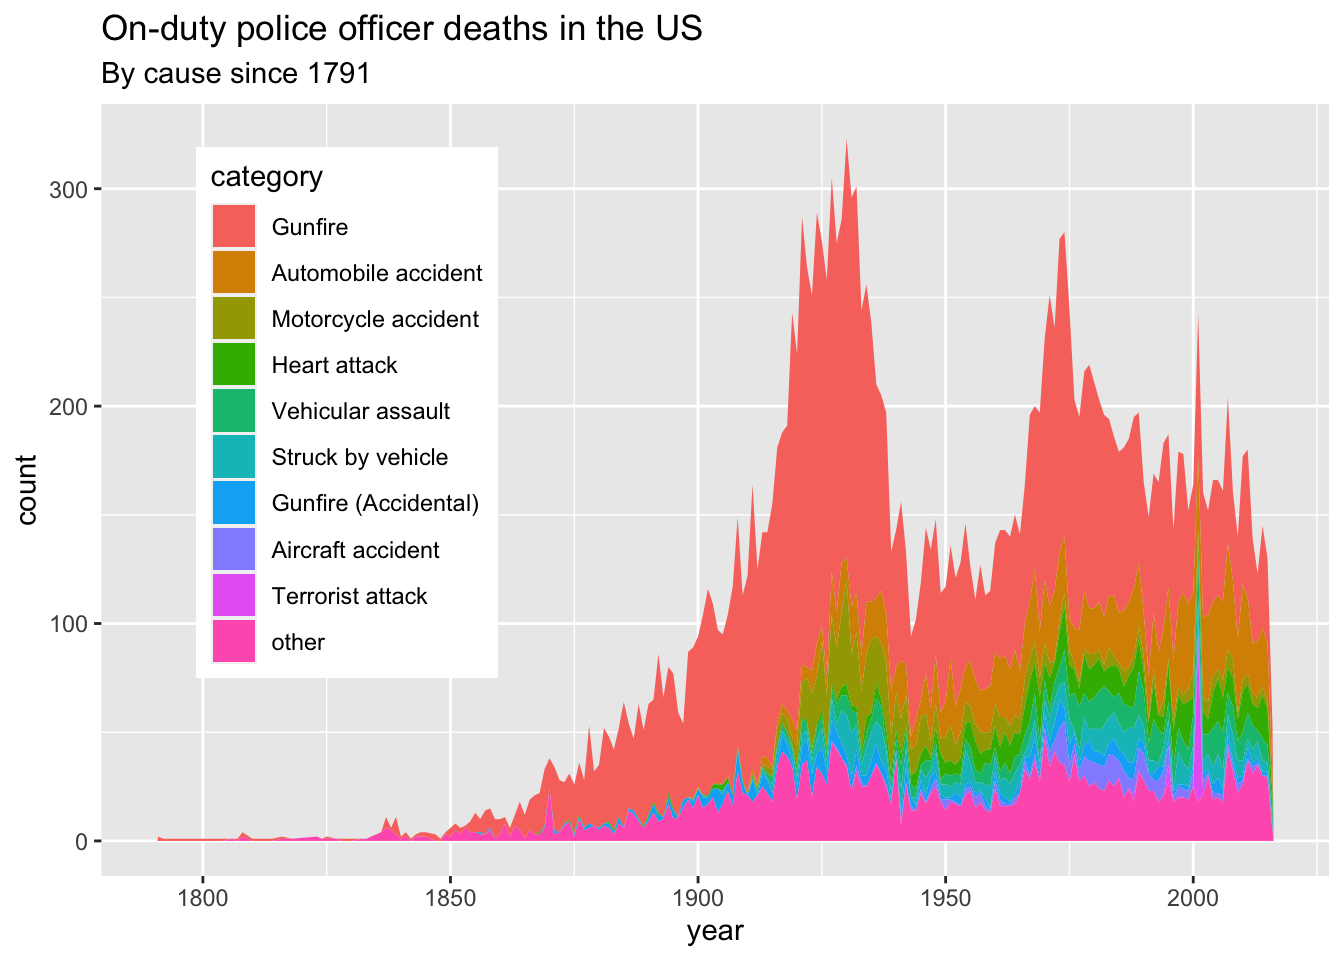 On-duty police officer deaths in the US
By cause since 1791
category
Gunfire
Automobile accident
Motorcycle accident
Heart attack
Vehicular assault
Struck by vehicle
Gunfire (Accidental)
Aircraft accident
Terrorist attack
other
count
300
200
100
0
1800 1850 1900 1950 2000
year